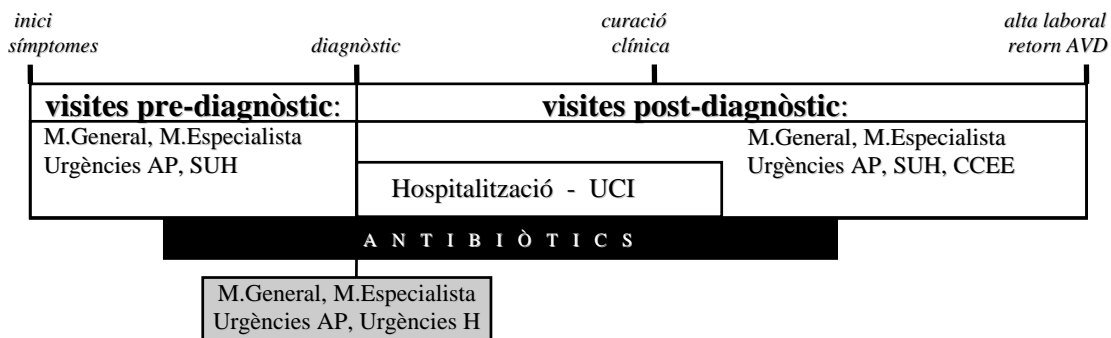 inici
símptomes
diagnòstic
curació
clínica
alta laboral
retorn AVD
visites pre-diagnòstic:
visites post-diagnòstic:
M.General, M.Especialista
Urgències AP, SUH
M.General, M.Especialista
Urgències AP, SUH, CCEE
Hospitalització - UCI
A N T I B I Ò T I C S
M.General, M.Especialista
Urgències AP, Urgències H